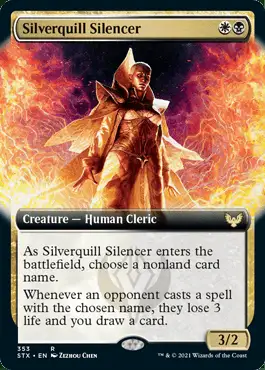 Silverquill Silencer
Creature — Human Cleric
As Silverquill Silencer enters the
battlefield, choose a nonland card
name.
Whenever an opponent casts a spell
with the chosen name, they lose 3
life and you draw a card.
3/2
353 R
STX • EN ZEZHOU CHEN
™ & © 2021 Wizards of the Coast